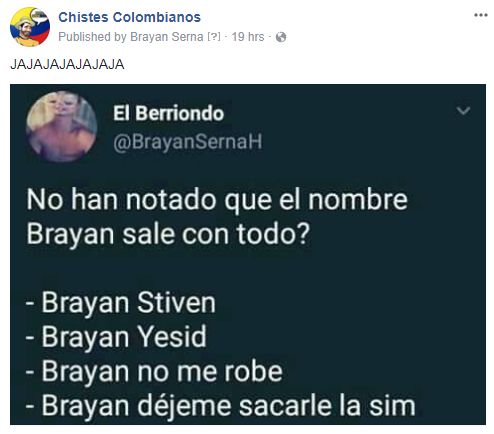 Chistes Colombianos
Published by Brayan Serna [?] · 19 hrs ·
JAJAJAJAJAJAJA
El Berriondo
@BrayanSernaH
No han notado que el nombre
Brayan sale con todo?
- Brayan Stiven
- Brayan Yesid
- Brayan no me robe
- Brayan déjeme sacarle la sim